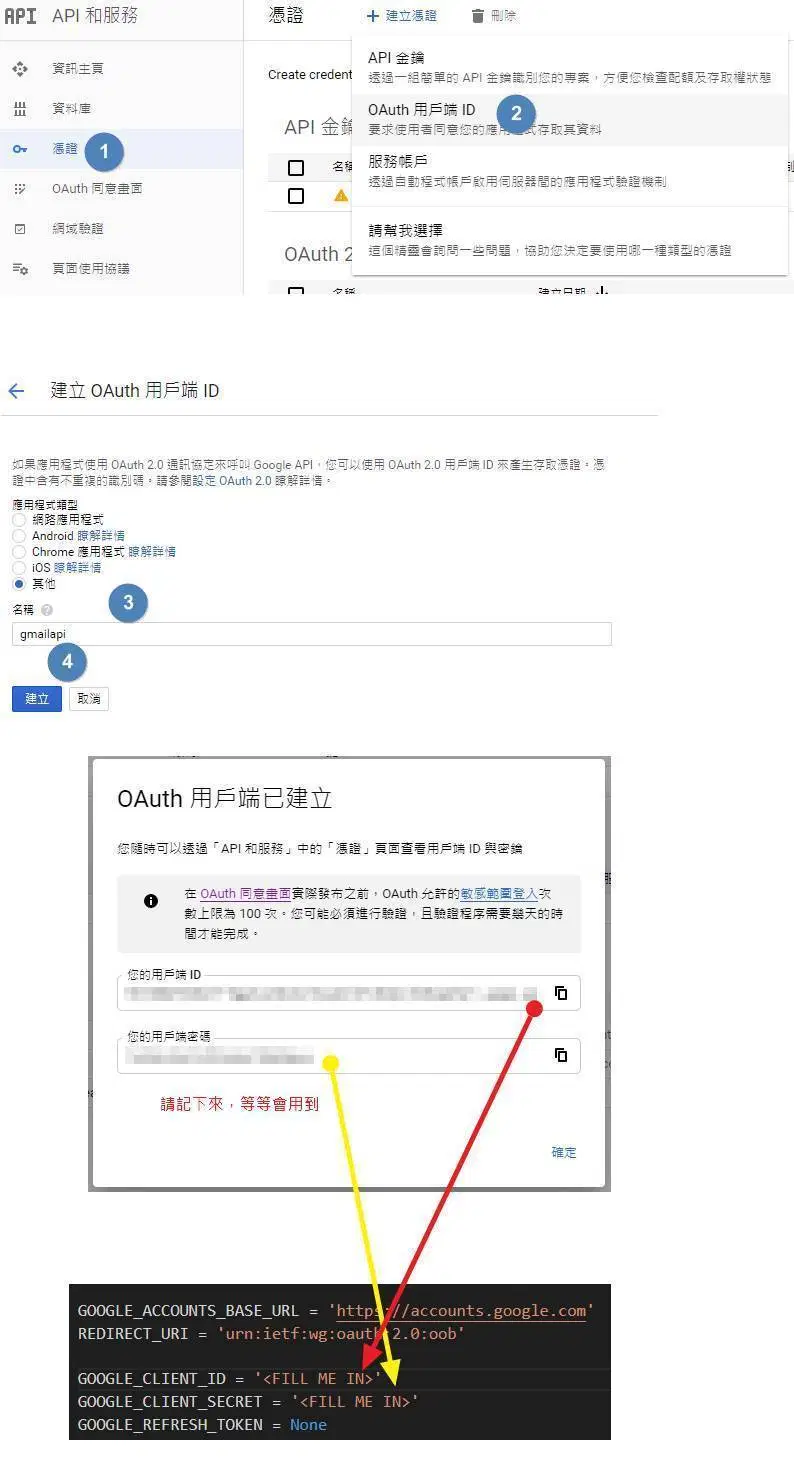 API API 和服務
憑證
建立憑證
刪除
資訊主頁
資料庫
憑證
1
OAuth 同意畫面
網域驗證
頁面使用協議
Create credent
API 金鑰
名稱
OAuth 2
名稱
建立日期
API 金鑰
透過一組簡單的 API 金鑰識別您的專案，方便您檢查配額及存取權狀態
OAuth 用戶端 ID
2
要求使用者同意您的應用程式存取其資料
服務帳戶
透過自動程式帳戶啟用伺服器間的應用程式驗證機制
請幫我選擇
這個精靈會詢問一些問題，協助您決定要使用哪一種類型的憑證
建立 OAuth 用戶端 ID
如果應用程式使用 OAuth 2.0 通訊協定來呼叫 Google API，您可以使用 OAuth 2.0 用戶端 ID 來產生存取憑證。憑
證中含有不重複的識別碼。請參閱設定 OAuth 2.0 瞭解詳情。
應用程式類型
網路應用程式
Android 瞭解詳情
Chrome 應用程式 瞭解詳情
iOS 瞭解詳情
其他
名稱
3
gmailapi
4
建立 取消
OAuth 用戶端已建立
您隨時可以透過「API 和服務」中的「憑證」頁面查看用戶端 ID 與密鑰
在 OAuth 同意畫面實際發布之前，OAuth 允許的敏感範圍登入次
數上限為 100 次。您可能必須進行驗證，且驗證程序需要幾天的時
間才能完成。
您的用戶端 ID
您的用戶端密碼
請記下來，等等會用到
確定
GOOGLE_ACCOUNTS_BASE_URL = 'https://accounts.google.com'
REDIRECT_URI = 'urn:ietf:wg:oauth:2.0:oob'
GOOGLE_CLIENT_ID = '<FILL ME IN>'
GOOGLE_CLIENT_SECRET = '<FILL ME IN>'
GOOGLE_REFRESH_TOKEN = None